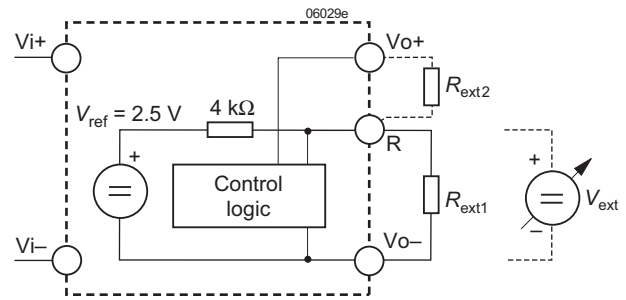 06029e
Vi+
Vo+
Rext2
Vref = 2.5 V
4 kΩ
R
+
+
Control
logic
Rext1
Vext
–
Vi–
Vo–